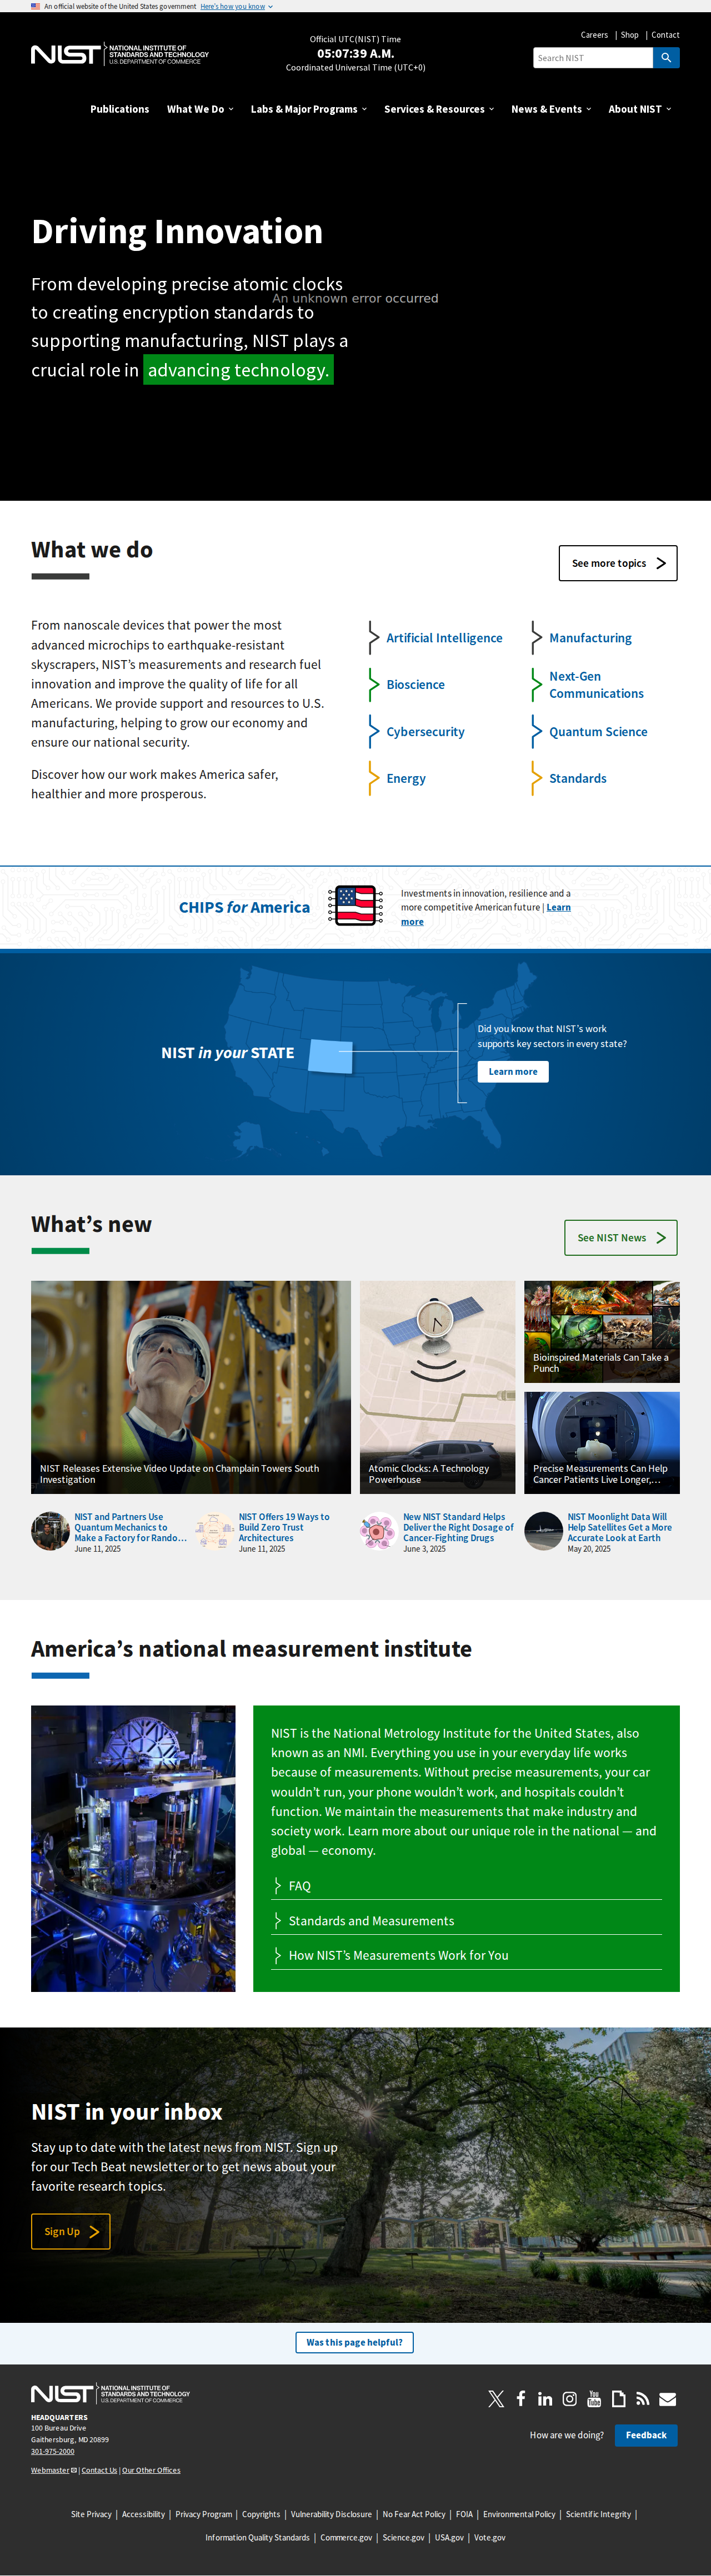 An official website of the United States government Here's how you know
NIST NATIONAL INSTITUTE OF
STANDARDS AND TECHNOLOGY
U.S. DEPARTMENT OF COMMERCE
Official UTC(NIST) Time
05:07:39 A.M.
Coordinated Universal Time (UTC+0)
Careers | Shop | Contact
Search NIST
Publications What We Do Labs & Major Programs Services & Resources News & Events About NIST
Driving Innovation
From developing precise atomic clocks
An unknown error occurred
to creating encryption standards to
supporting manufacturing, NIST plays a
crucial role in advancing technology.
What we do
See more topics
From nanoscale devices that power the most
advanced microchips to earthquake-resistant
skyscrapers, NIST's measurements and research fuel
innovation and improve the quality of life for all
Americans. We provide support and resources to U.S.
manufacturing, helping to grow our economy and
ensure our national security.
Discover how our work makes America safer,
healthier and more prosperous.
Artificial Intelligence
Bioscience
Cybersecurity
Energy
Manufacturing
Next-Gen
Communications
Quantum Science
Standards
CHIPS for America
Investments in innovation, resilience and a
more competitive American future | Learn
more
NIST in your STATE
Did you know that NIST's work
supports key sectors in every state?
Learn more
What's new
See NIST News
NIST Releases Extensive Video Update on Champlain Towers South
Investigation
Atomic Clocks: A Technology
Powerhouse
Bioinspired Materials Can Take a
Punch
Precise Measurements Can Help
Cancer Patients Live Longer,…
NIST and Partners Use
Quantum Mechanics to
Make a Factory for Rando…
June 11, 2025
NIST Offers 19 Ways to
Build Zero Trust
Architectures
June 11, 2025
New NIST Standard Helps
Deliver the Right Dosage of
Cancer-Fighting Drugs
June 3, 2025
NIST Moonlight Data Will
Help Satellites Get a More
Accurate Look at Earth
May 20, 2025
America's national measurement institute
NIST is the National Metrology Institute for the United States, also
known as an NMI. Everything you use in your everyday life works
because of measurements. Without precise measurements, your car
wouldn't run, your phone wouldn't work, and hospitals couldn't
function. We maintain the measurements that make industry and
society work. Learn more about our unique role in the national — and
global — economy.
FAQ
Standards and Measurements
How NIST's Measurements Work for You
NIST in your inbox
Stay up to date with the latest news from NIST. Sign up
for our Tech Beat newsletter or to get news about your
favorite research topics.
Sign Up
Was this page helpful?
NIST NATIONAL INSTITUTE OF
STANDARDS AND TECHNOLOGY
U.S. DEPARTMENT OF COMMERCE
HEADQUARTERS
100 Bureau Drive
Gaithersburg, MD 20899
301-975-2000
Webmaster | Contact Us | Our Other Offices
You
Tube
How are we doing? Feedback
Site Privacy | Accessibility | Privacy Program | Copyrights | Vulnerability Disclosure | No Fear Act Policy | FOIA | Environmental Policy | Scientific Integrity |
Information Quality Standards | Commerce.gov | Science.gov | USA.gov | Vote.gov